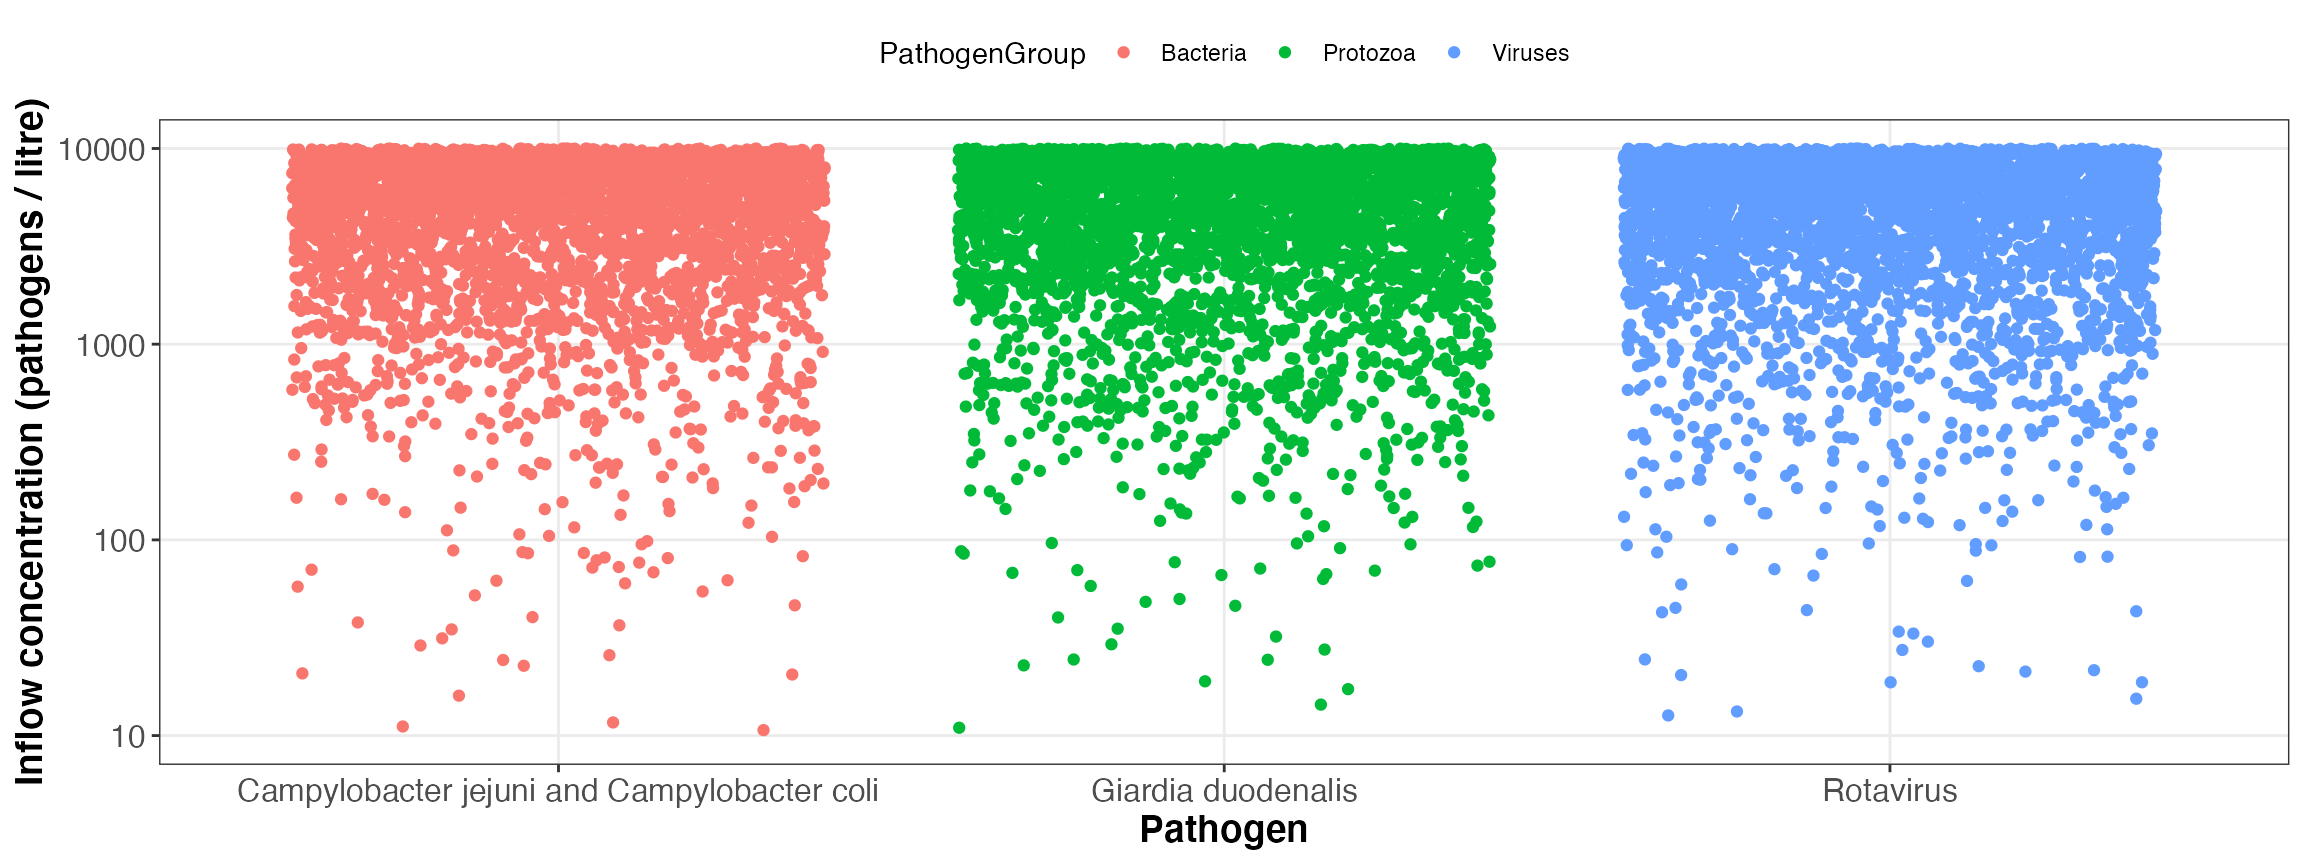 PathogenGroup Bacteria Protozoa Viruses
Inflow concentration (pathogens / litre)
10000
1000
100
10
Campylobacter jejuni and Campylobacter coli Giardia duodenalis Rotavirus
Pathogen